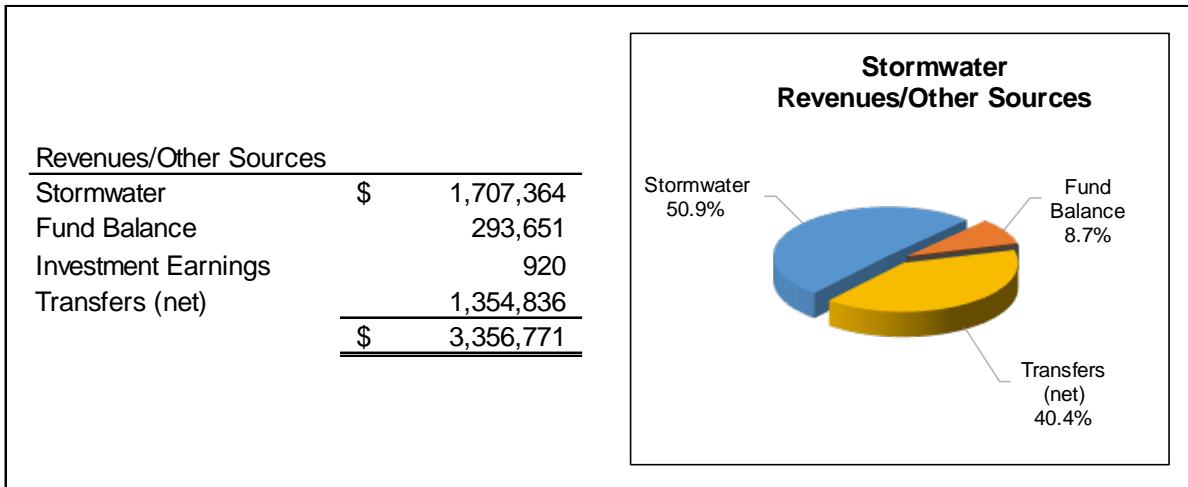 Revenues/Other Sources
Stormwater $ 1,707,364
Fund Balance 293,651
Investment Earnings 920
Transfers (net) 1,354,836
$ 3,356,771
Stormwater
Revenues/Other Sources
Stormwater
50.9%
Fund
Balance
8.7%
Transfers
(net)
40.4%